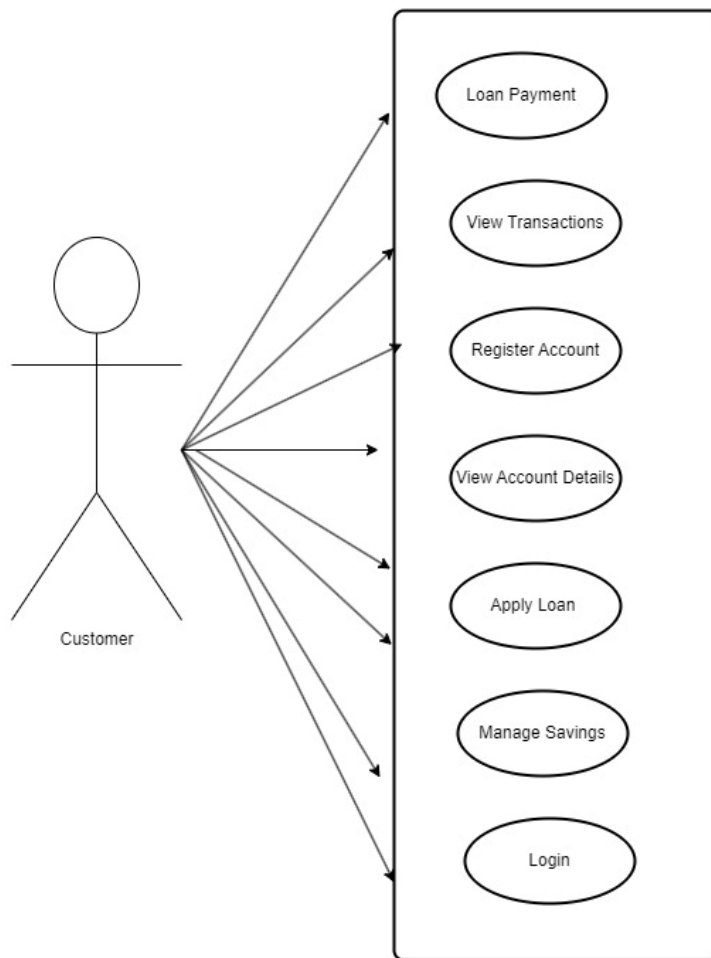 Loan Payment
View Transactions
Register Account
View Account Details
Apply Loan
Customer
Manage Savings
Login